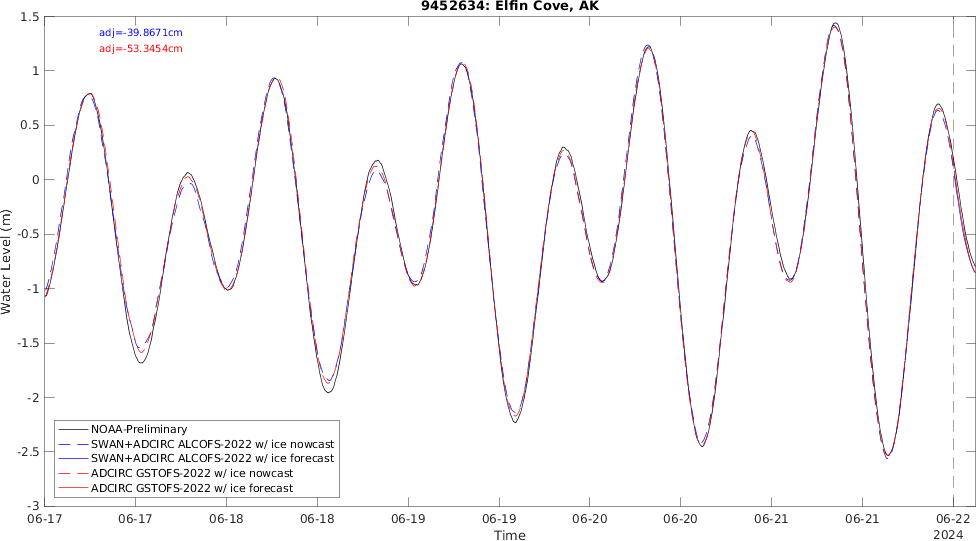 9452634: Elfin Cove, AK
adj=-39.8671cm
adj=-53.3454cm
1.5
1
0.5
0
-0.5
-1
-1.5
-2
-2.5
-3
Water Level (m)
NOAA-Preliminary
SWAN+ADCIRC ALCOFS-2022 w/ ice nowcast
SWAN+ADCIRC ALCOFS-2022 w/ ice forecast
ADCIRC GSTOFS-2022 w/ ice nowcast
ADCIRC GSTOFS-2022 w/ ice forecast
06-17 06-17 06-18 06-18 06-19 06-19 06-20 06-20 06-21 06-21 06-22
Time
2024